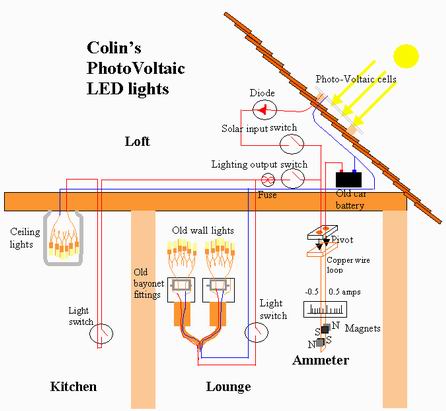 Colin's
PhotoVoltaic
LED lights
Photo-Voltaic cells
Diode
Solar input switch
Loft
Lighting output switch
Fuse
Old car
battery
Ceiling
lights
Old wall lights
Pivot
Copper wire
loop
Old
bayonet
fittings
-0.5 0.5 amps
Light
switch
Light
switch
N
S
Magnets
S
N
Ammeter
Kitchen
Lounge